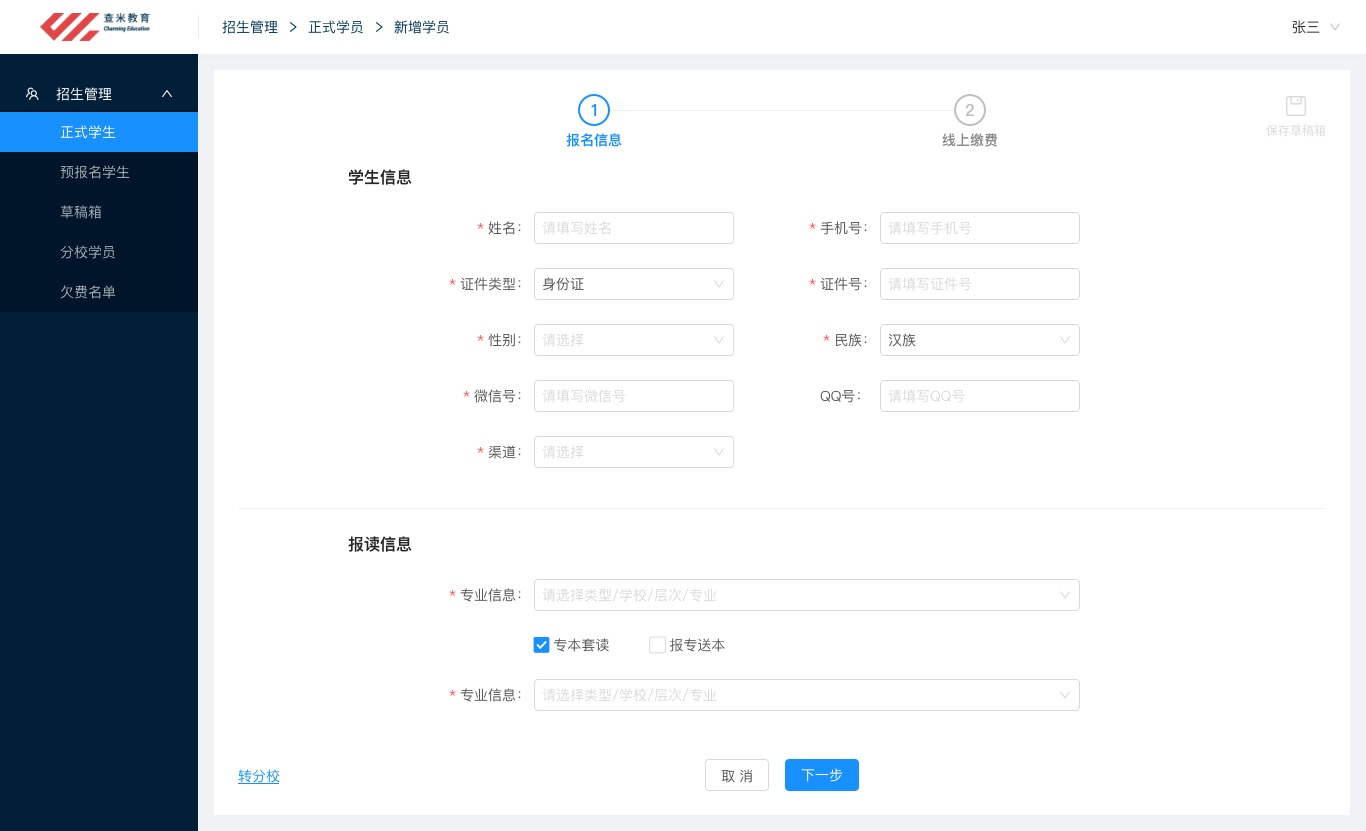 查米教育
Charming Education
招生管理 > 正式学员 > 新增学员
张三
招生管理
正式学生
预报名学生
草稿箱
分校学员
欠费名单
1
报名信息
2
线上缴费
保存草稿箱
学生信息
* 姓名: 请填写姓名
* 手机号: 请填写手机号
* 证件类型: 身份证
* 证件号: 请填写证件号
* 性别: 请选择
* 民族: 汉族
* 微信号: 请填写微信号
QQ号: 请填写QQ号
* 渠道: 请选择
报读信息
* 专业信息: 请选择类型/学校/层次/专业
专本套读 报专送本
* 专业信息: 请选择类型/学校/层次/专业
转分校
取 消
下一步